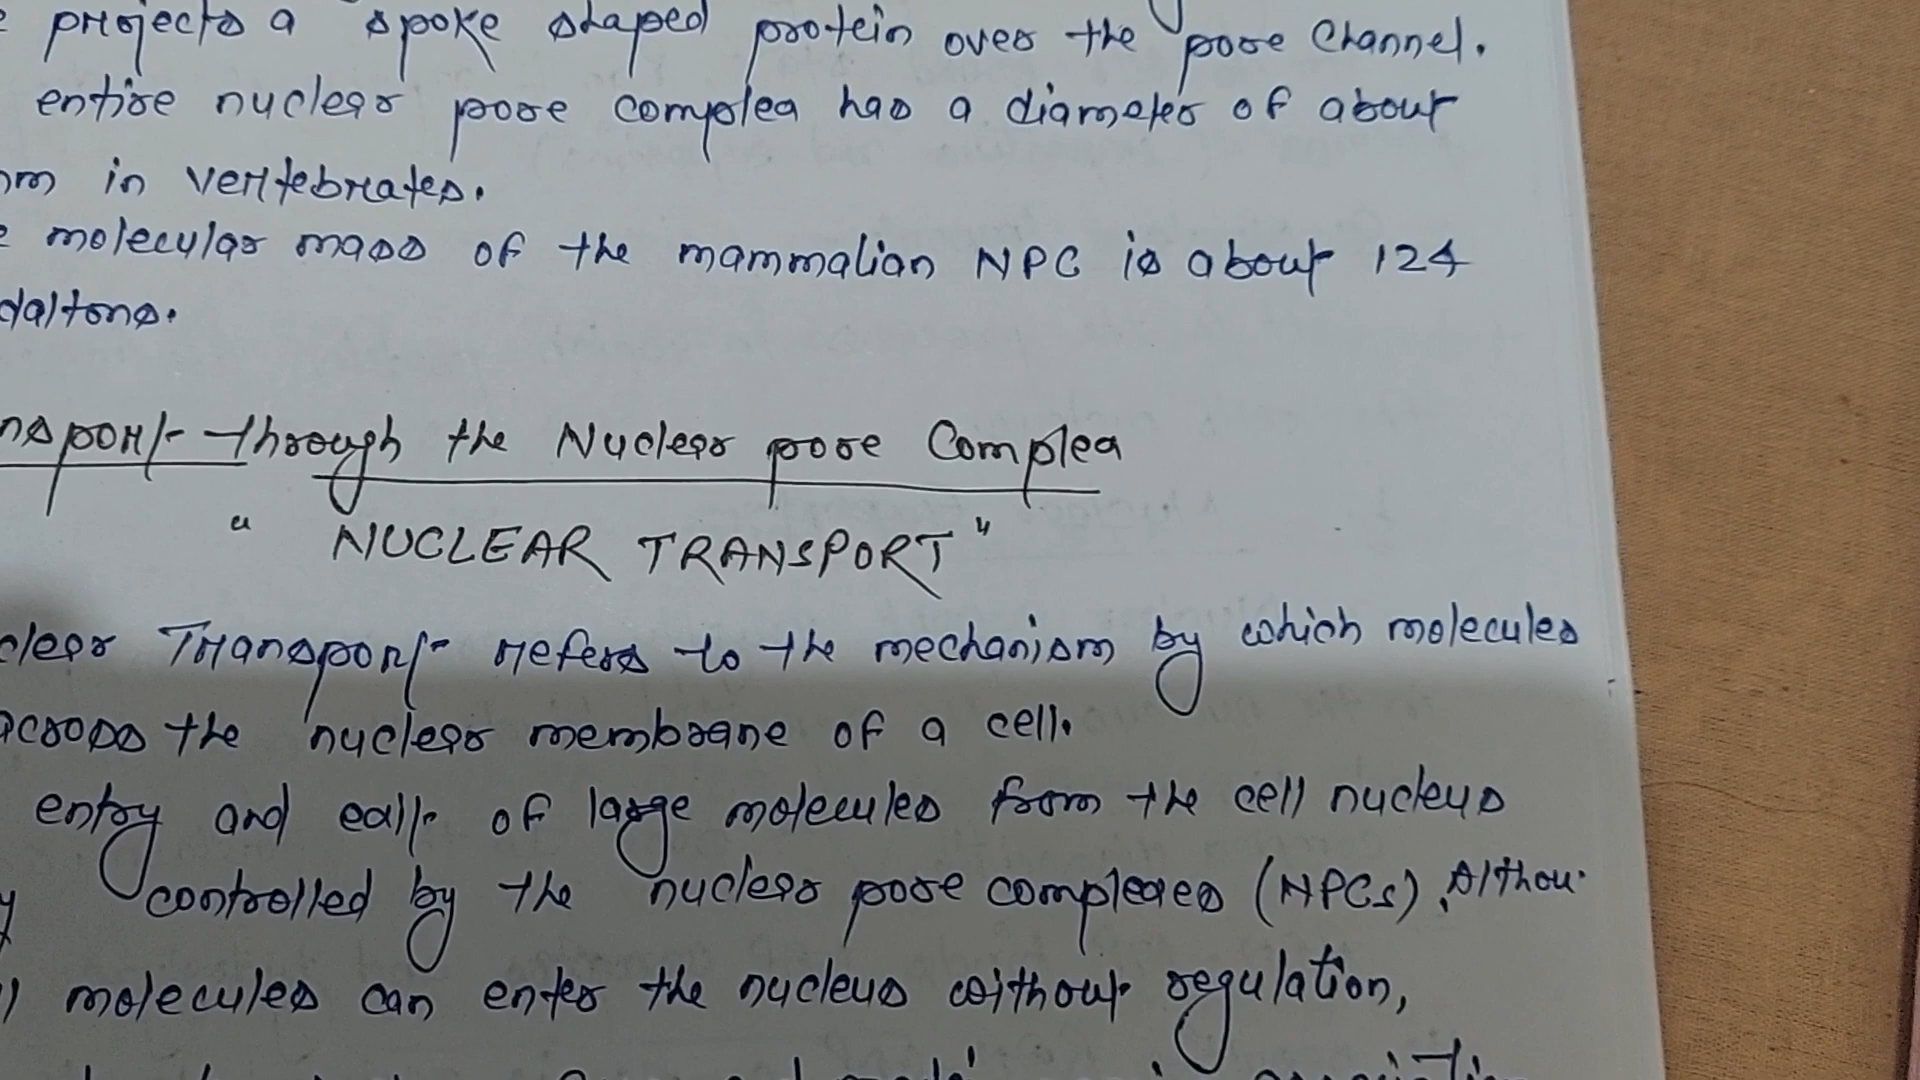 projects a spoke shaped protein over the pore Channel.
entire nuclear pore complex has a diameter of about
in vertebrates.
molecular mass of the mammalian NPC is about 124
daltons.
through the Nuclear pore Complex
"NUCLEAR TRANSPORT"
Transport refers to the mechanism by which molecules
across the nuclear membrane of a cell.
entry and exit of large molecules from the cell nucleus
controlled by the nuclear pore complexes (NPCs). Althou
molecules can enter the nucleus without regulation,